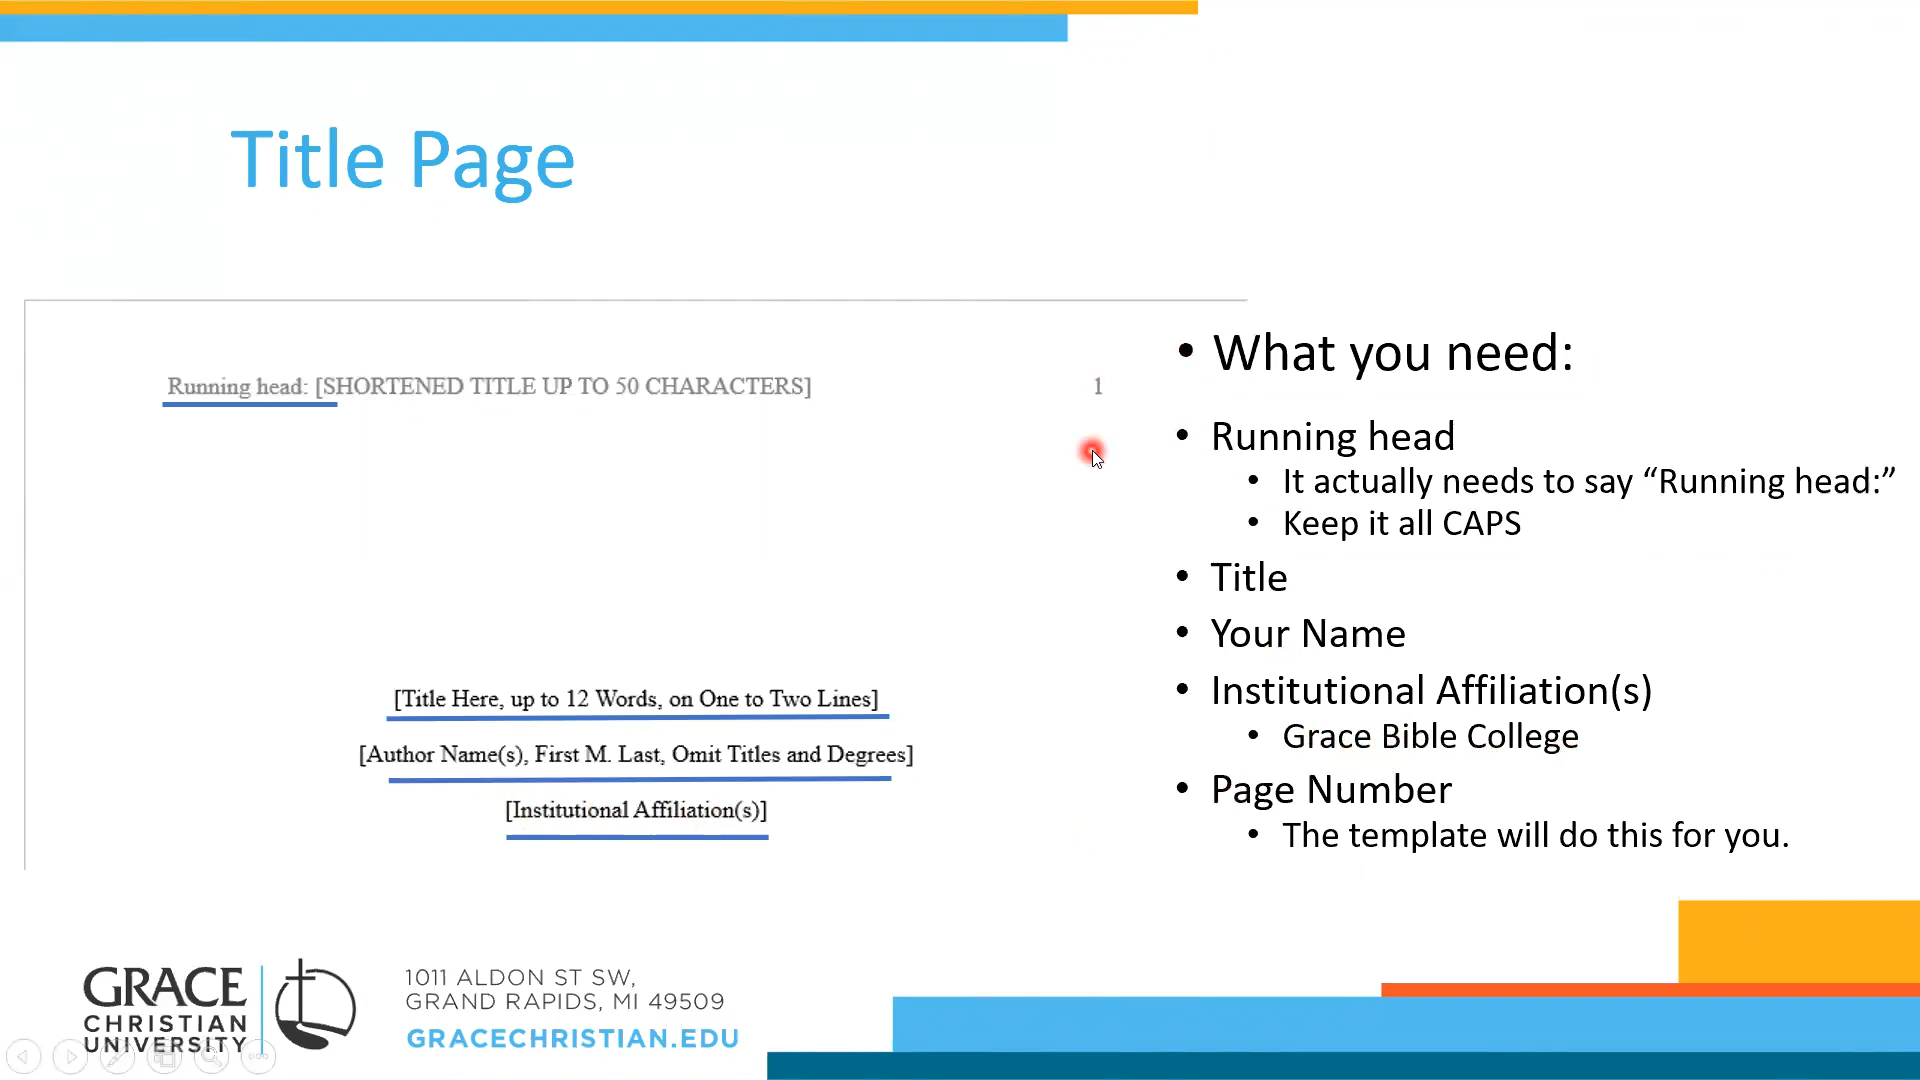 Title Page
Running head: [SHORTENED TITLE UP TO 50 CHARACTERS]
1
[Title Here, up to 12 Words, on One to Two Lines]
[Author Name(s), First M. Last, Omit Titles and Degrees]
[Institutional Affiliation(s)]
• What you need:
• Running head
• It actually needs to say “Running head:”
• Keep it all CAPS
• Title
• Your Name
• Institutional Affiliation(s)
• Grace Bible College
• Page Number
• The template will do this for you.
GRACE
CHRISTIAN
UNIVERSITY
1011 ALDON ST SW,
GRAND RAPIDS, MI 49509
GRACECHRISTIAN.EDU